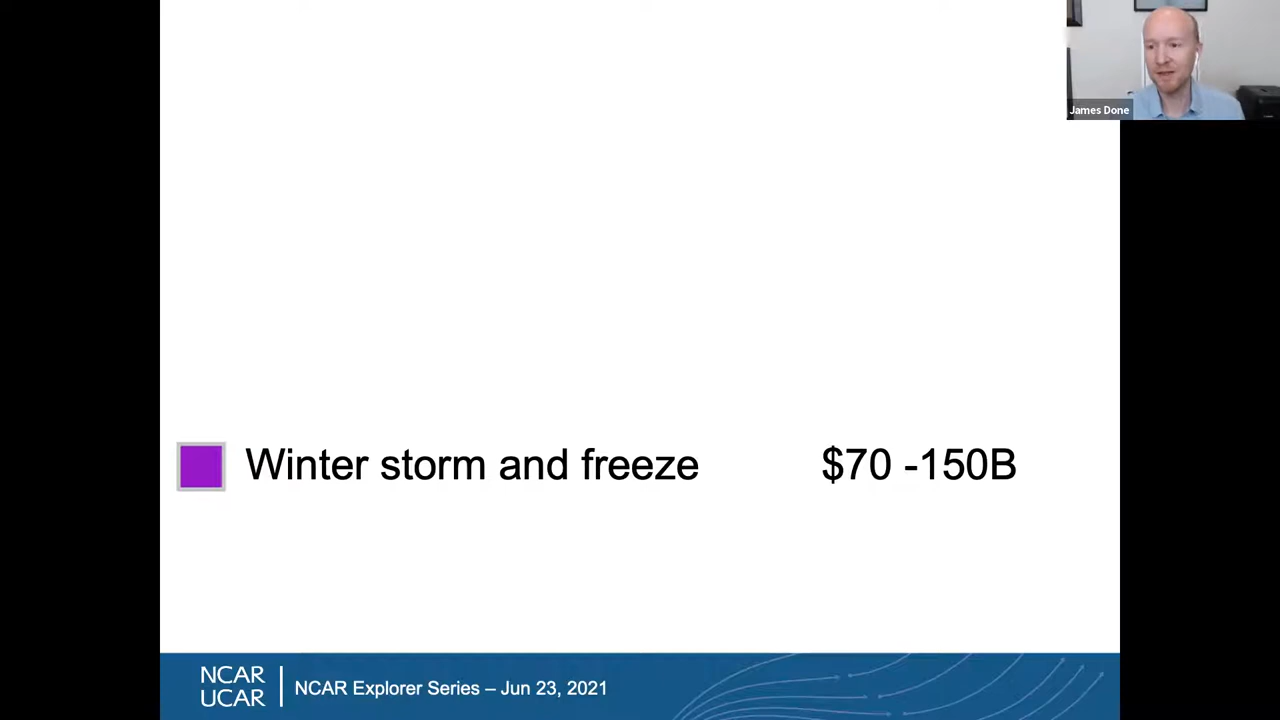 James Done
Winter storm and freeze $70 -150B
NCAR
UCAR
NCAR Explorer Series – Jun 23, 2021